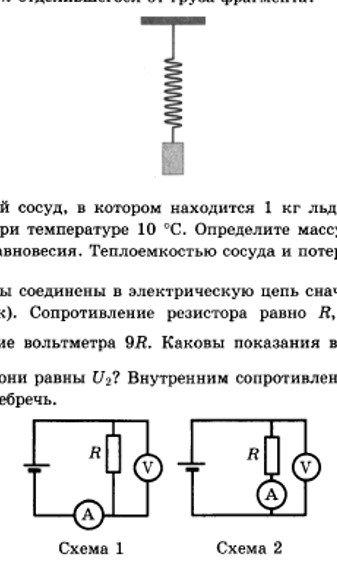 отделившегося от груза фрагмента.
й сосуд, в котором находится 1 кг льд
ри температуре 10 °С. Определите массу
авновесия. Теплоемкостью сосуда и потер
ы соединены в электрическую цепь снач
к). Сопротивление резистора равно R,
ие вольтметра 9R. Каковы показания в
они равны U₂? Внутренним сопротивлен
ебречь.
R V A R V A
Схема 1 Схема 2